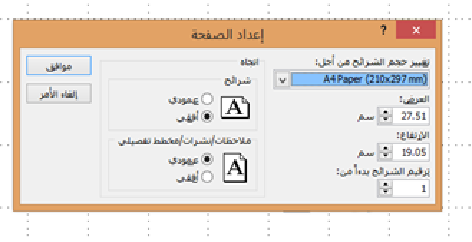 إعداد الصفحة
? x
تغيير حجم الشرائح من أجل:
A4 Paper (210x297 mm)
العرض:
27.51 سم
الارتفاع:
19.05 سم
ترقيم الشرائح بدءاً من:
1
اتجاه
شرائح
عمودي
أفقي
ملاحظات/نشرات/مخطط تفصيلي
عمودي
أفقي
موافق
إلغاء الأمر